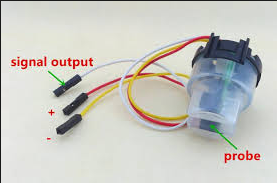 signal output
+
-
probe